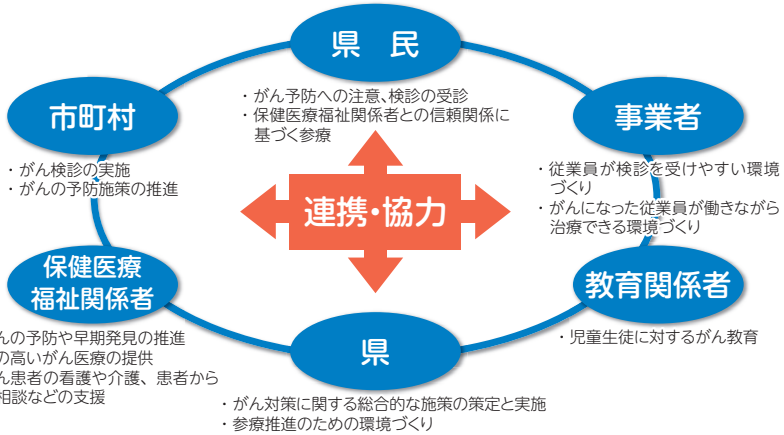 県　民
・がん予防への注意、検診の受診
・保健医療福祉関係者との信頼関係に
基づく参療
市町村
・がん検診の実施
・がんの予防施策の推進
事業者
・従業員が検診を受けやすい環境
づくり
・がんになった従業員が働きながら
治療できる環境づくり
連携・協力
保健医療
福祉関係者
んの予防や早期発見の推進
の高いがん医療の提供
ん患者の看護や介護、患者から
相談などの支援
教育関係者
・児童生徒に対するがん教育
県
・がん対策に関する総合的な施策の策定と実施
・参療推進のための環境づくり